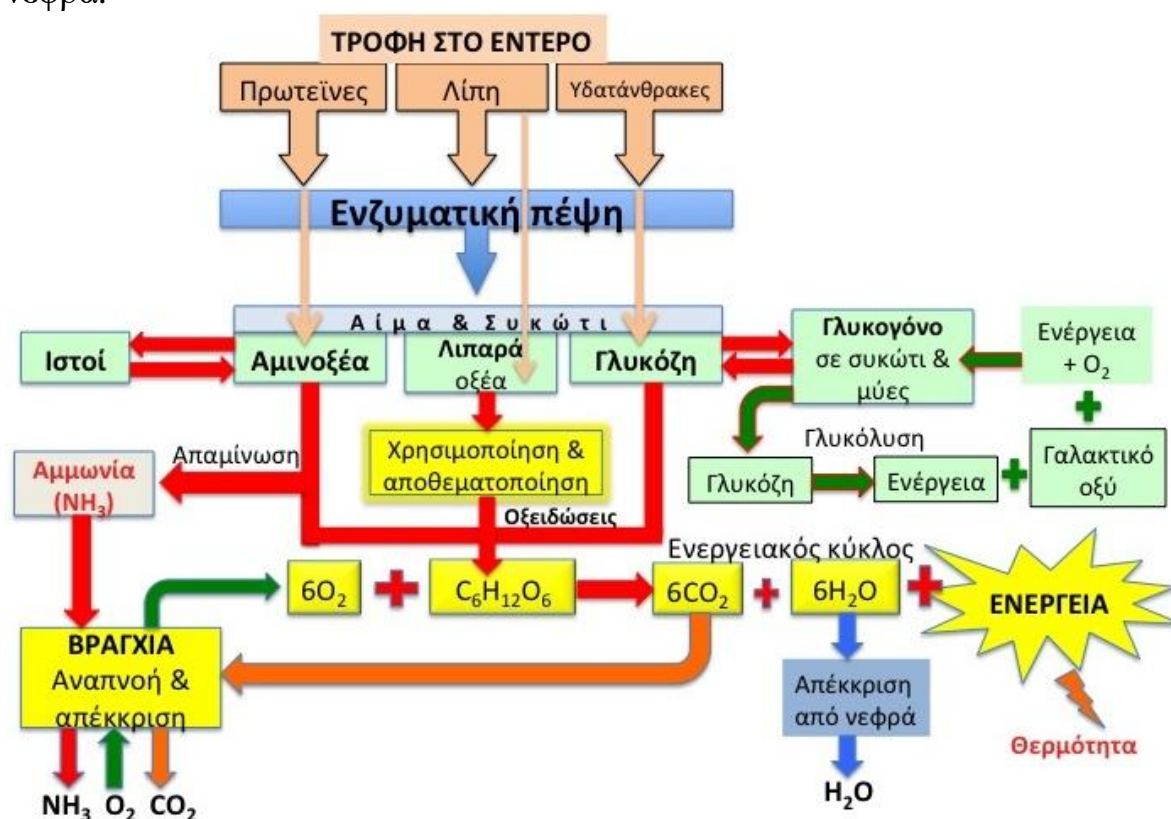 νεφρά.
ΤΡΟΦΗ ΣΤΟ ΕΝΤΕΡΟ
Πρωτεϊνες
Λίπη
Υδατάνθρακες
Ενζυματική πέψη
Αίμα & Συκώτι
Ιστοί
Αμινοξέα
Λιπαρά
οξέα
Γλυκόζη
Γλυκογόνο
σε συκώτι &
μύες
Ενέργεια
+ O₂
Γλυκόλυση
Γλυκόζη
Ενέργεια
Γαλακτικό
οξύ
Απαμίνωση
Αμμωνία
(NH₃)
Χρησιμοποίηση &
αποθεματοποίηση
Οξειδώσεις
Ενεργειακός κύκλος
6O₂
C₆H₁₂O₆
6CO₂
6H₂O
ΕΝΕΡΓΕΙΑ
ΒΡΑΓΧΙΑ
Αναπνοή &
απέκκριση
Απέκκριση
από νεφρά
Θερμότητα
NH₃ O₂ CO₂
H₂O